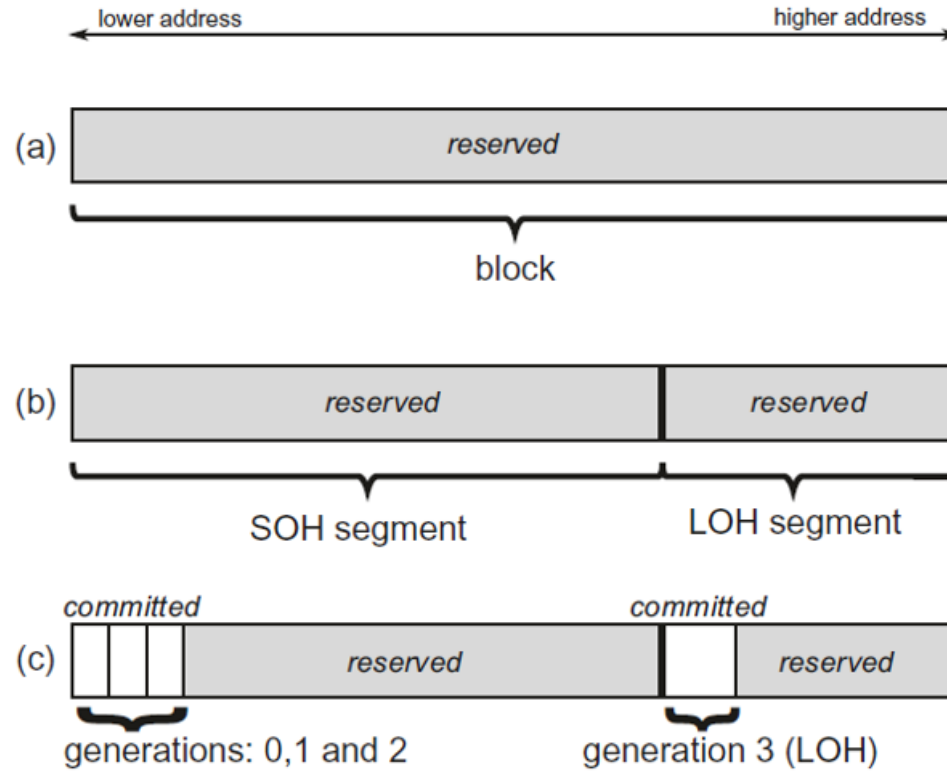 lower address higher address
(a) reserved
block
(b) reserved reserved
SOH segment LOH segment
committed committed
(c) reserved reserved
generations: 0,1 and 2 generation 3 (LOH)